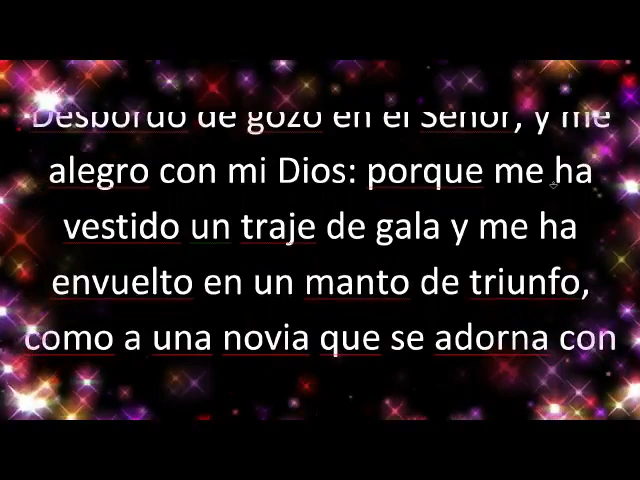 Desbordo de gozo en el Señor, y me
alegro con mi Dios: porque me ha
vestido un traje de gala y me ha
envuelto en un manto de triunfo,
como a una novia que se adorna con